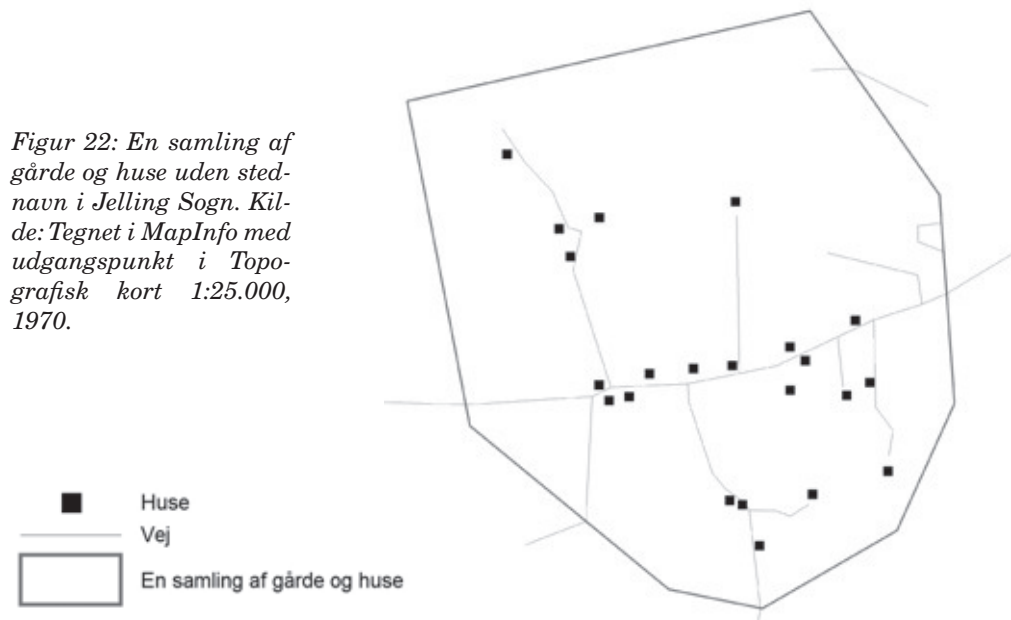 Figur 22: En samling af
gårde og huse uden sted-
navn i Jelling Sogn. Kil-
de: Tegnet i MapInfo med
udgangspunkt i Topo-
grafisk kort 1:25.000,
1970.
Huse
Vej
En samling af gårde og huse